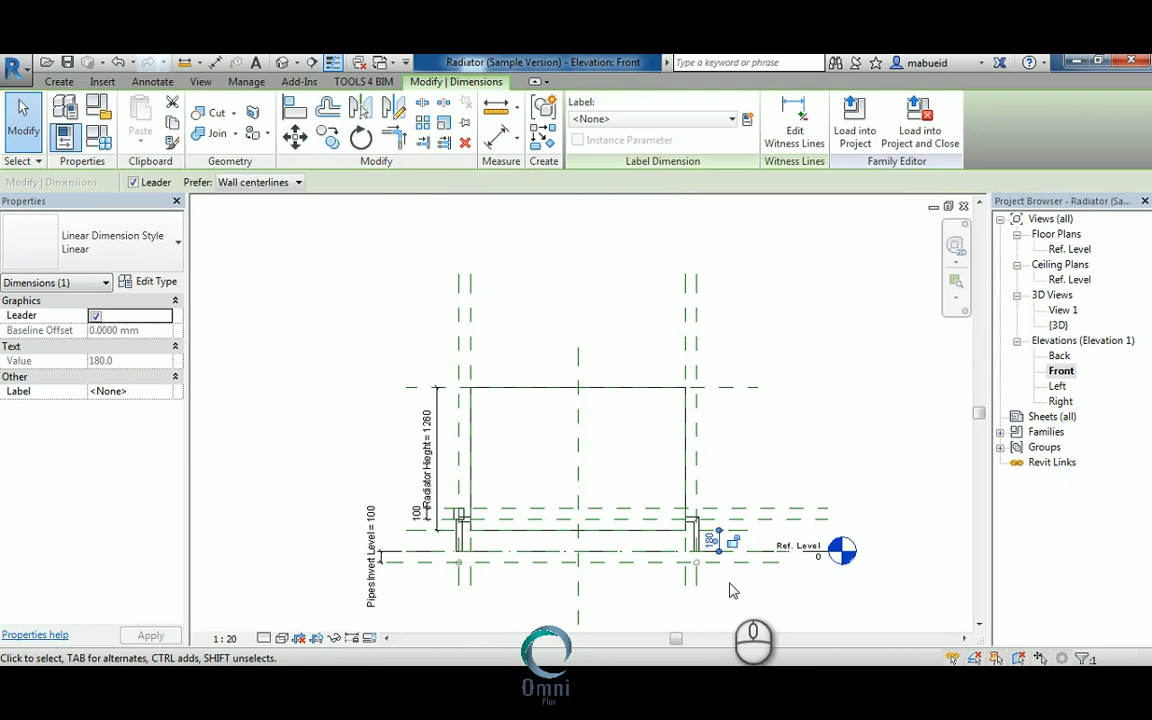 Radiator (Sample Version) - Elevation: Front
Type a keyword or phrase
mabueid
Create Insert Annotate View Manage Add-Ins TOOLS 4 BIM Modify | Dimensions
Modify
Paste
Cut
Join
Label:
<None>
Instance Parameter
Edit
Witness Lines
Load into
Project
Load into
Project and Close
Select
Properties
Clipboard
Geometry
Modify
Measure
Create
Label Dimension
Witness Lines
Family Editor
Modify | Dimensions
Leader
Prefer:
Wall centerlines
Properties
Linear Dimension Style
Linear
Dimensions (1)
Edit Type
Graphics
Leader
Baseline Offset 0.0000 mm
Text
Value 180.0
Other
Label <None>
Properties help
Apply
Radiator Hieght = 1260
100
Pipes Invert Level = 100
180
Ref. Level
0
Project Browser - Radiator (Sa...
Views (all)
Floor Plans
Ref. Level
Ceiling Plans
Ref. Level
3D Views
View 1
{3D}
Elevations (Elevation 1)
Back
Front
Left
Right
Sheets (all)
Families
Groups
Revit Links
1 : 20
Click to select, TAB for alternates, CTRL adds, SHIFT unselects.
:1
Omni
Plus